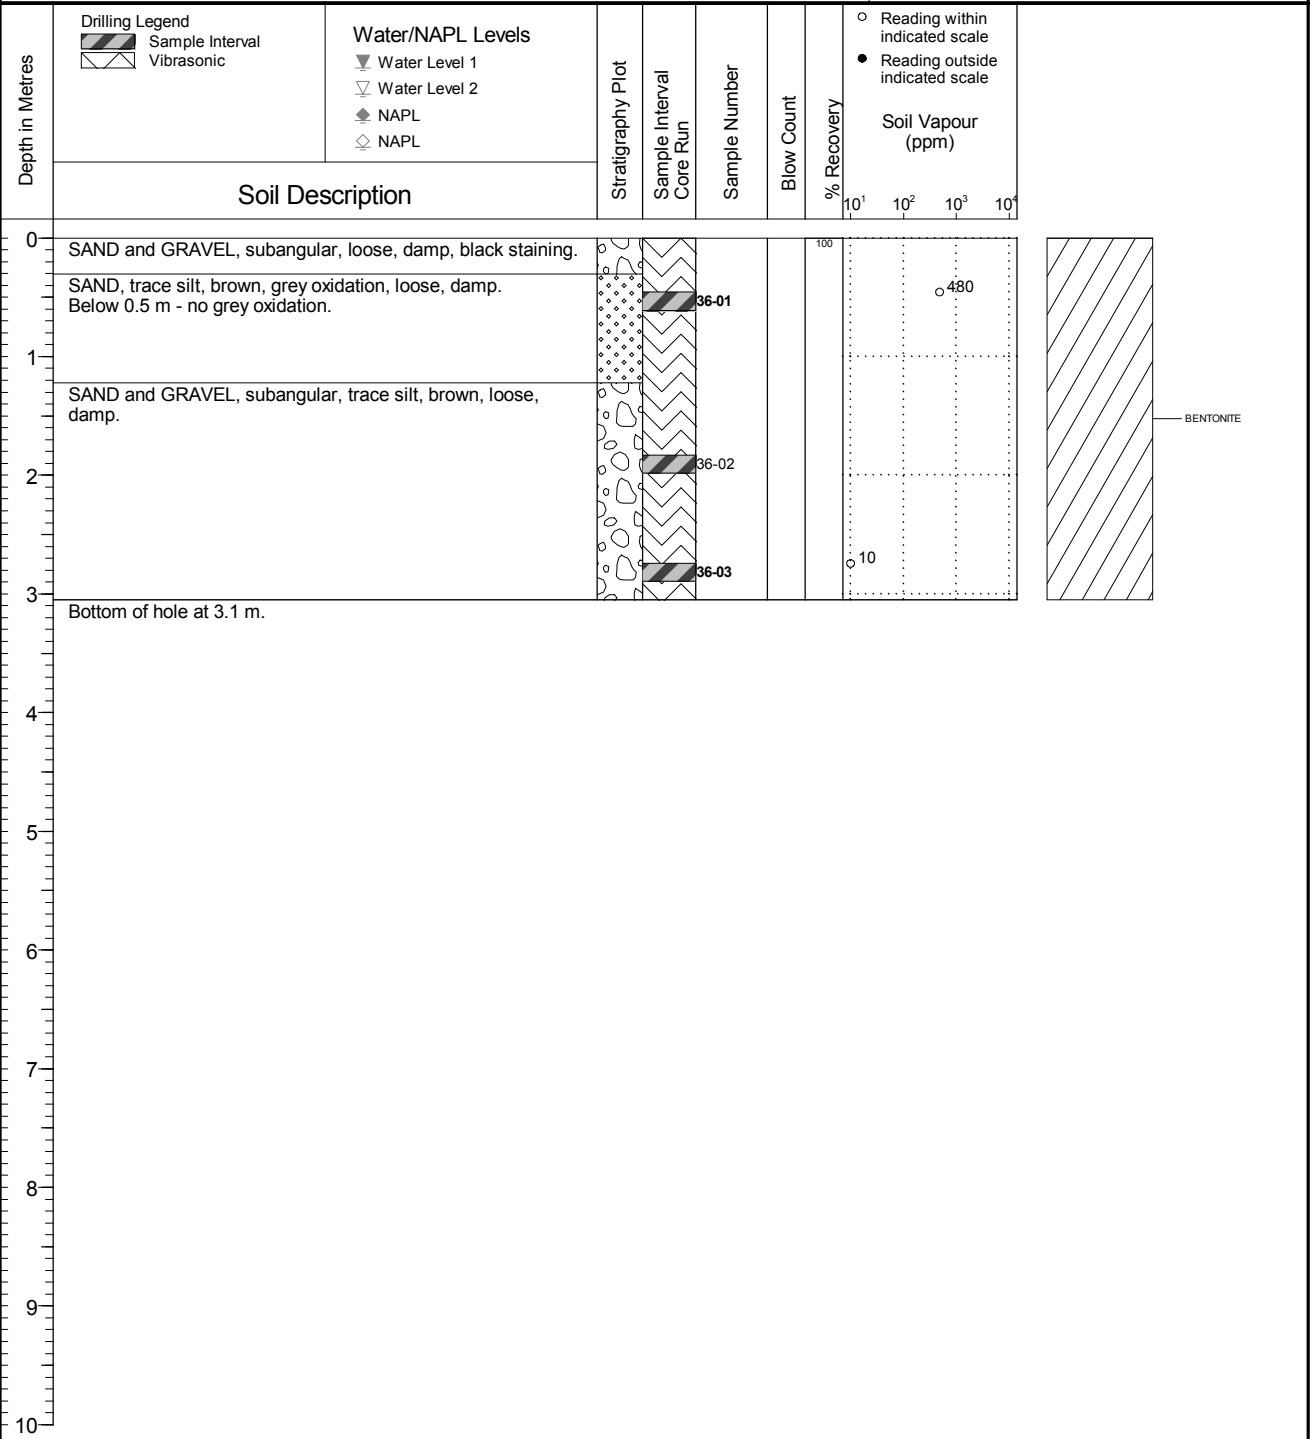 Drilling Legend
Sample Interval
Vibrasonic
Water/NAPL Levels
Water Level 1
Water Level 2
NAPL
NAPL
Depth in Metres
Soil Description
Stratigraphy Plot
Sample Interval
Core Run
Sample Number
Blow Count
% Recovery
Reading within
indicated scale
Reading outside
indicated scale
Soil Vapour
(ppm)
10¹ 10² 10³ 10⁴
0
SAND and GRAVEL, subangular, loose, damp, black staining.
100
SAND, trace silt, brown, grey oxidation, loose, damp.
Below 0.5 m - no grey oxidation.
36-01
480
1
SAND and GRAVEL, subangular, trace silt, brown, loose,
damp.
BENTONITE
36-02
2
10
36-03
3
Bottom of hole at 3.1 m.
4
5
6
7
8
9
10